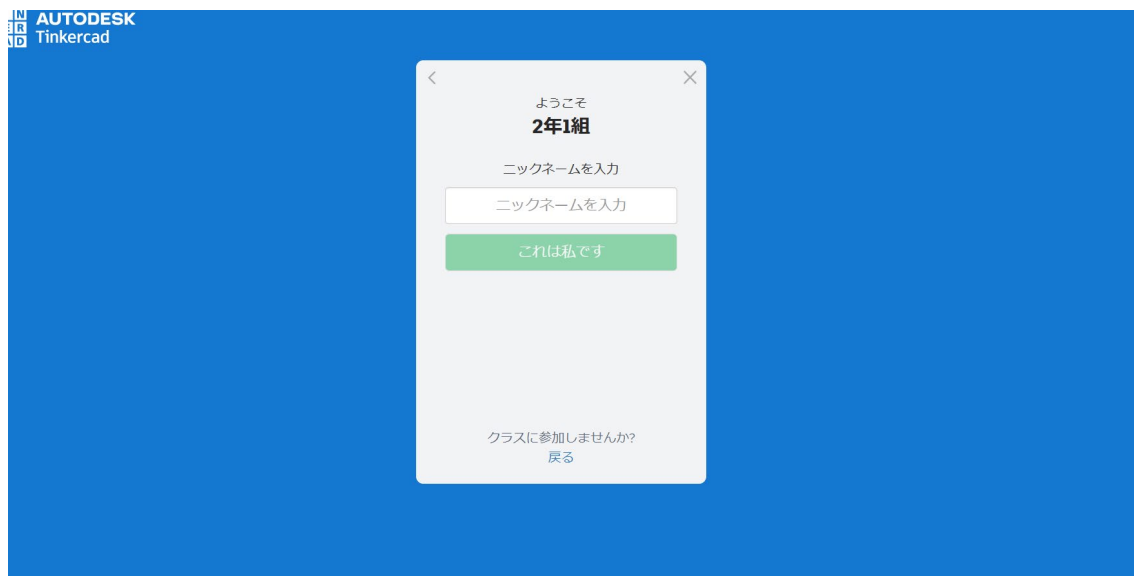 AUTODESK
Tinkercad
ようこそ
2年1組
ニックネームを入力
ニックネームを入力
これは私です
クラスに参加しませんか?
戻る